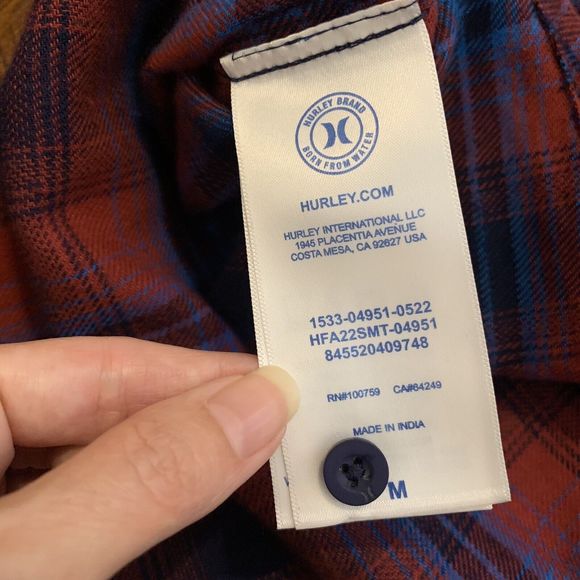 HURLEY BRAND
BORN FROM WATER
HURLEY.COM
HURLEY INTERNATIONAL LLC
1945 PLACENTIA AVENUE
COSTA MESA, CA 92627 USA
1533-04951-0522
HFA22SMT-04951
845520409748
RN#100759 CA#64249
MADE IN INDIA
M